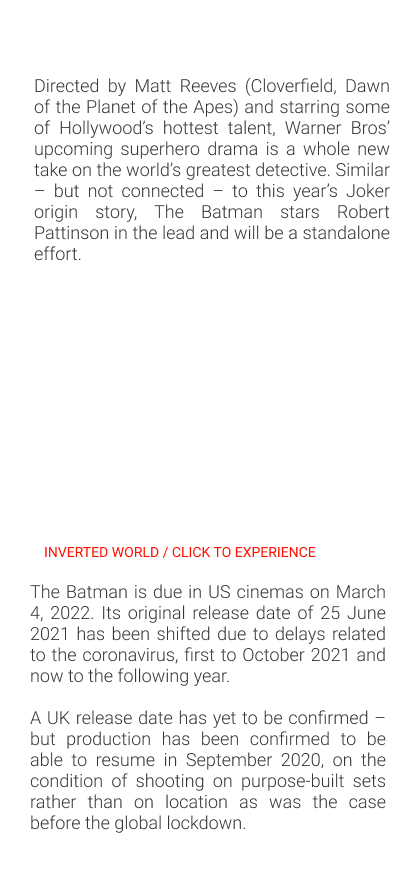 Directed by Matt Reeves (Cloverfield, Dawn
of the Planet of the Apes) and starring some
of Hollywood’s hottest talent, Warner Bros’
upcoming superhero drama is a whole new
take on the world’s greatest detective. Similar
– but not connected – to this year’s Joker
origin story, The Batman stars Robert
Pattinson in the lead and will be a standalone
effort.
INVERTED WORLD / CLICK TO EXPERIENCE
The Batman is due in US cinemas on March
4, 2022. Its original release date of 25 June
2021 has been shifted due to delays related
to the coronavirus, first to October 2021 and
now to the following year.
A UK release date has yet to be confirmed –
but production has been confirmed to be
able to resume in September 2020, on the
condition of shooting on purpose-built sets
rather than on location as was the case
before the global lockdown.